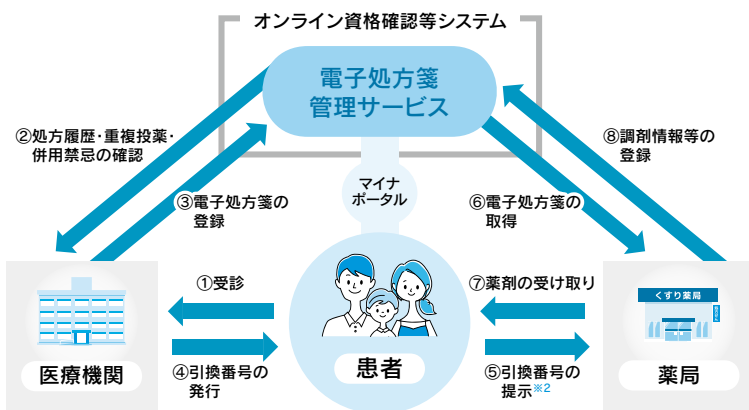 オンライン資格確認等システム
電子処方箋
管理サービス
②処方履歴・重複投薬・
併用禁忌の確認
⑧調剤情報等の
登録
マイナ
ポータル
③電子処方箋の
登録
⑥電子処方箋の
取得
①受診
⑦薬剤の受け取り
くすり薬局
医療機関
④引換番号の
発行
患者
⑤引換番号の
提示※2
薬局